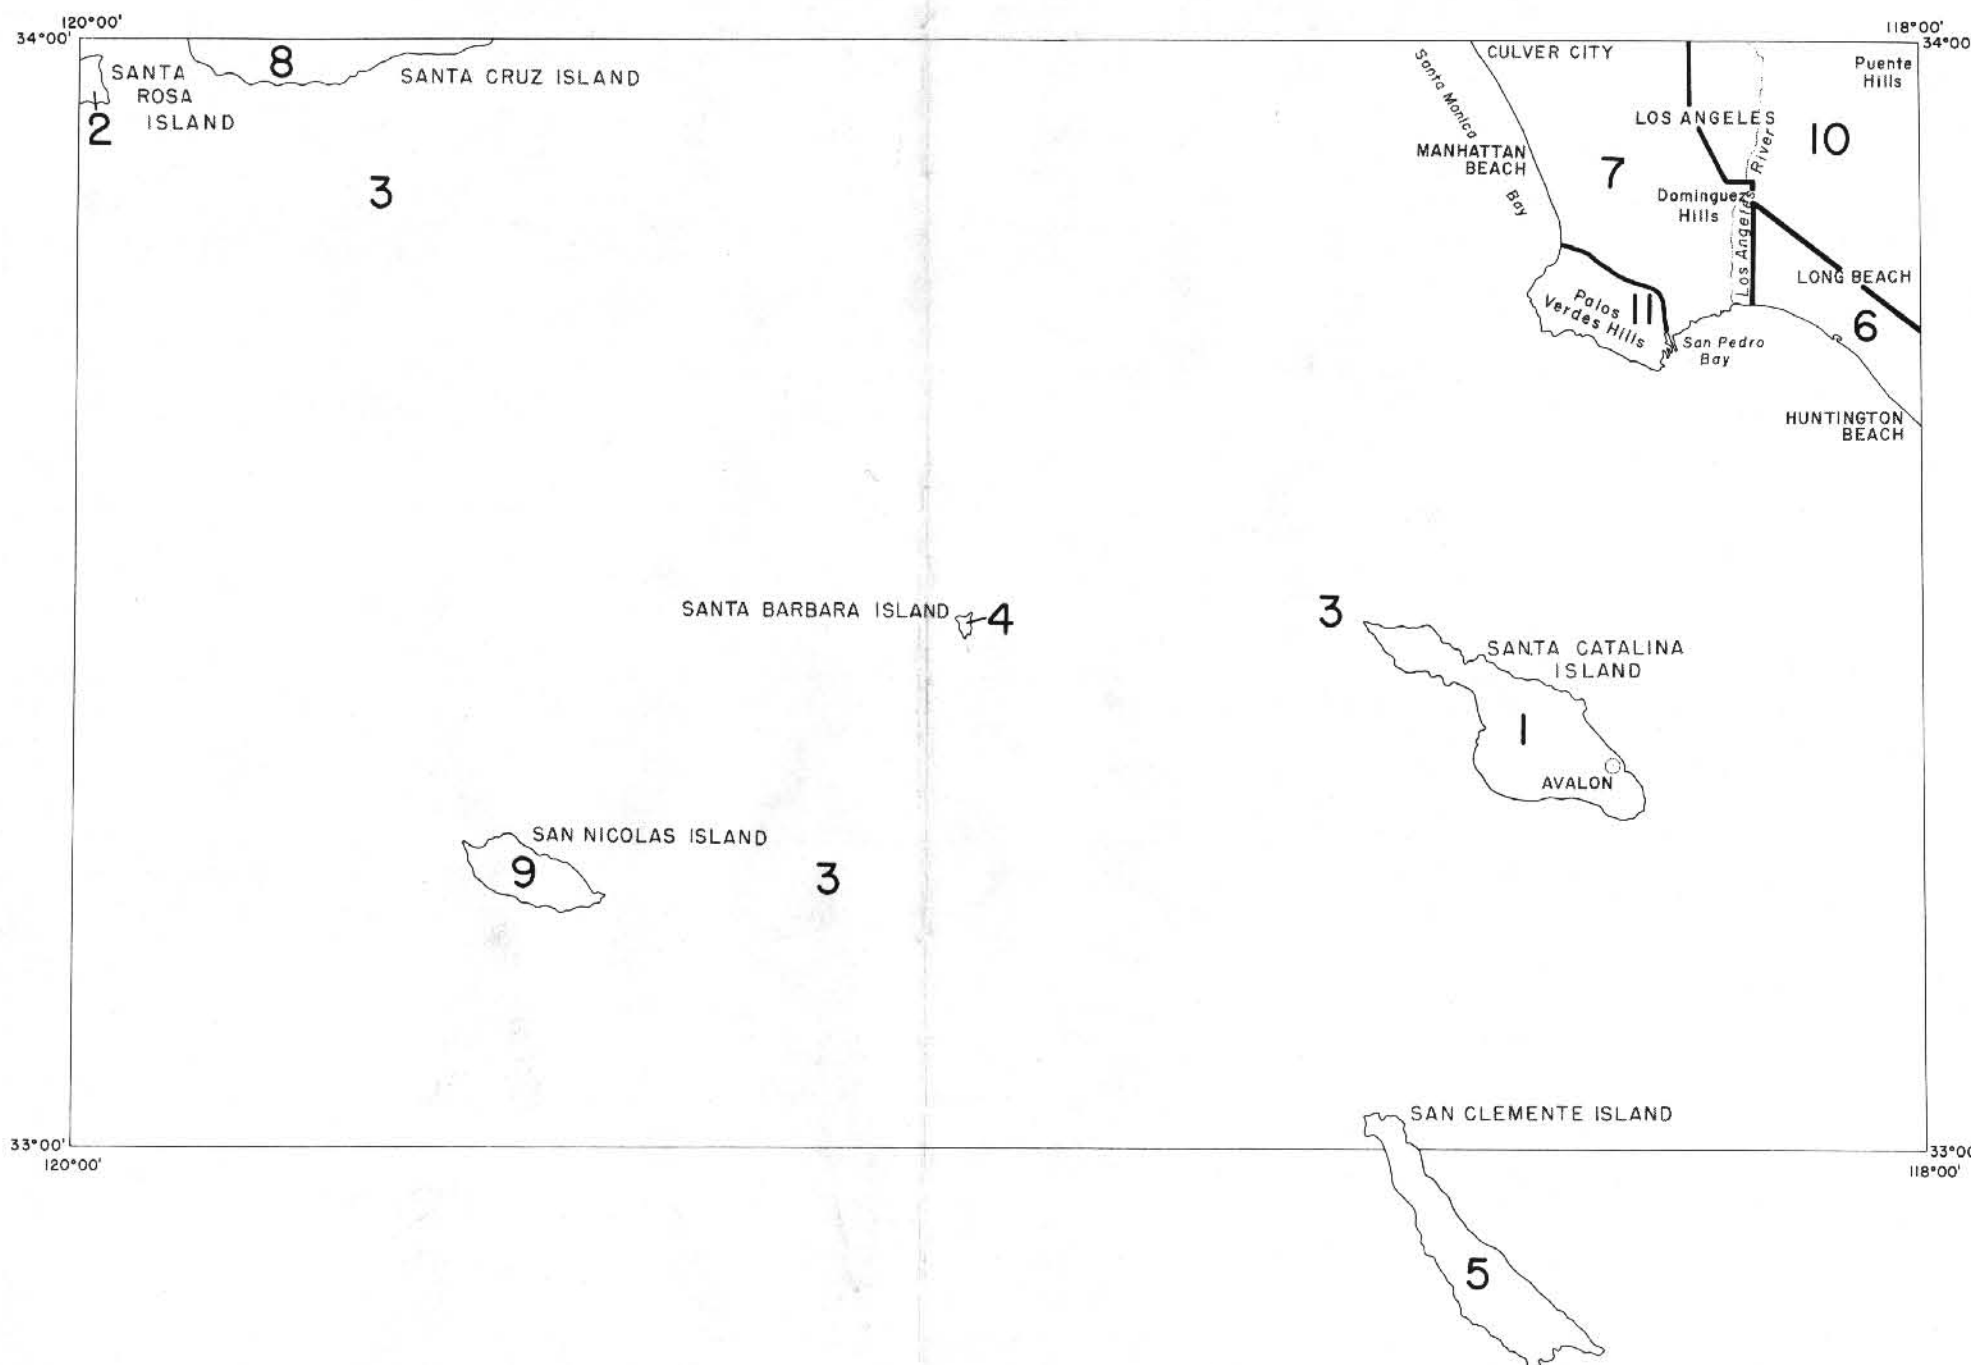 120°00'
118°00'
34°00'
34°00
8
SANTA CRUZ ISLAND
SANTA
ROSA
ISLAND
2
3
CULVER CITY
Puente
Hills
Santa Monica
Bay
LOS ANGELES
10
MANHATTAN
BEACH
7
Dominguez
Hills
Los Angeles River
LONG BEACH
Palos
Verdes Hills
11
6
San Pedro
Bay
HUNTINGTON
BEACH
SANTA BARBARA ISLAND
4
3
SANTA CATALINA
ISLAND
1
AVALON
SAN NICOLAS ISLAND
9
3
SAN CLEMENTE ISLAND
33°00'
120°00'
33°00
118°00'
5